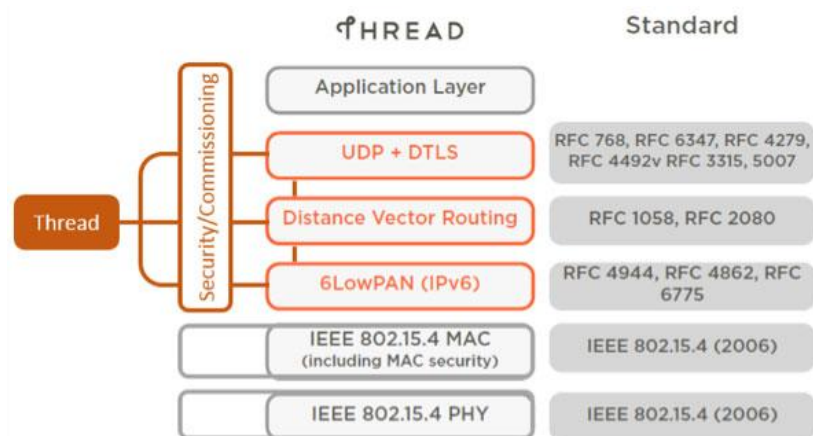 THREAD
Standard
Application Layer
UDP + DTLS
RFC 768, RFC 6347, RFC 4279,
RFC 4492v RFC 3315, 5007
Thread
Security/Commissioning
Distance Vector Routing
RFC 1058, RFC 2080
6LowPAN (IPv6)
RFC 4944, RFC 4862, RFC
6775
IEEE 802.15.4 MAC
(including MAC security)
IEEE 802.15.4 (2006)
IEEE 802.15.4 PHY
IEEE 802.15.4 (2006)